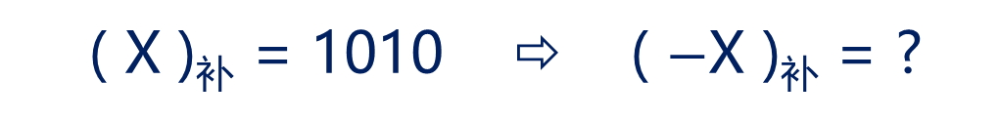 ( X )补 = 1010 ⇨ ( −X )补 = ?